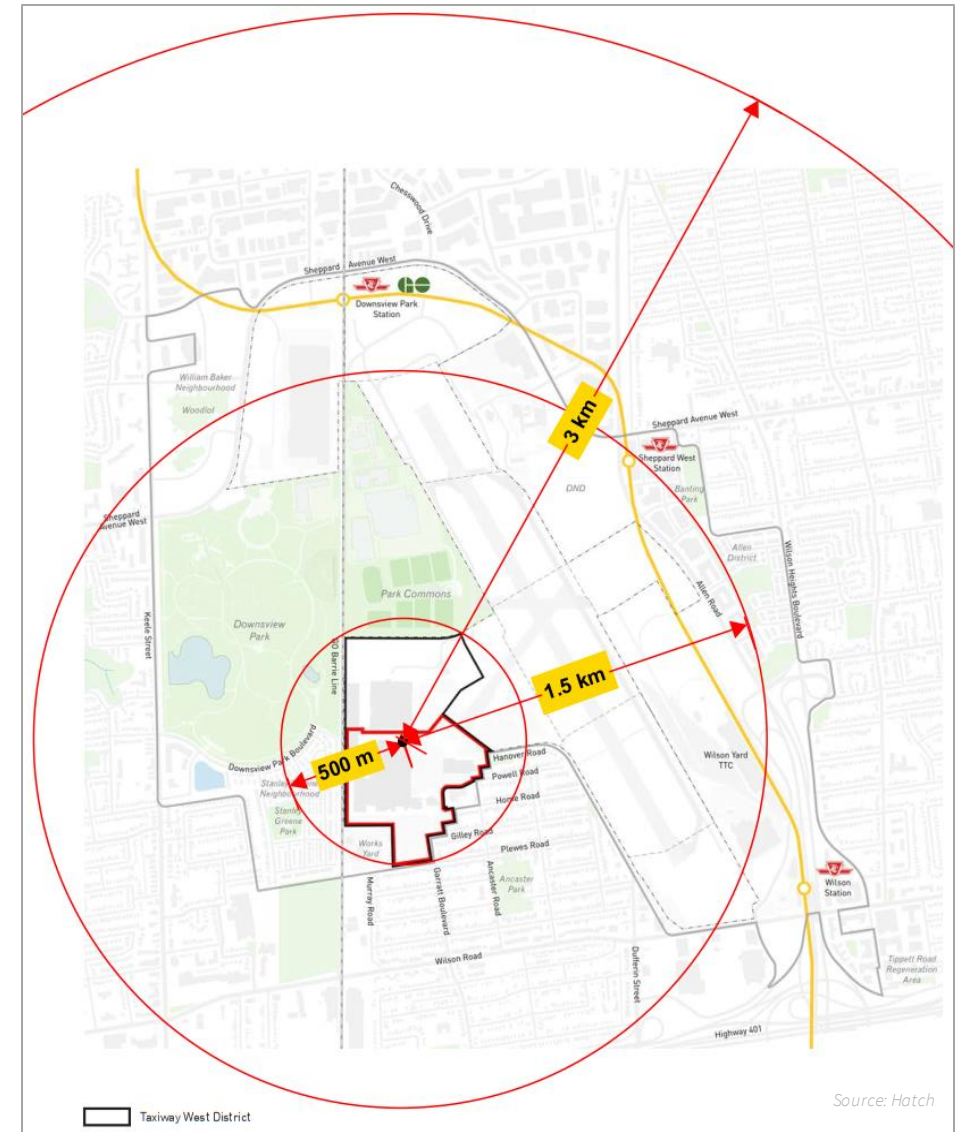 Chesswood Drive
Sheppard Avenue West
GO
Downsview Park
Station
William Baker
Neighbourhood
Woodlot
3 km
Sheppard Avenue West
Sheppard West
Station
DND
Banting
Park
Sheppard
Avenue West
Allen
District
Wilson Heights Boulevard
Allen Road
Park Commons
Keele Street
Downsview
Park
GO Barrie Line
1.5 km
Downsview Park Boulevard
500 m
Hanover Road
Wilson Yard
TTC
Powell Road
Stanley Greene
Neighbourhood
Home Road
Stanley
Greene
Park
Gilley Road
Works
Yard
Plewes Road
Ancaster
Park
Ancaster Road
Garratt Boulevard
Murray Road
Wilson
Station
Wilson Road
Dufferin Street
Tippett Road
Regeneration
Area
Highway 401
Source: Hatch
Taxiway West District